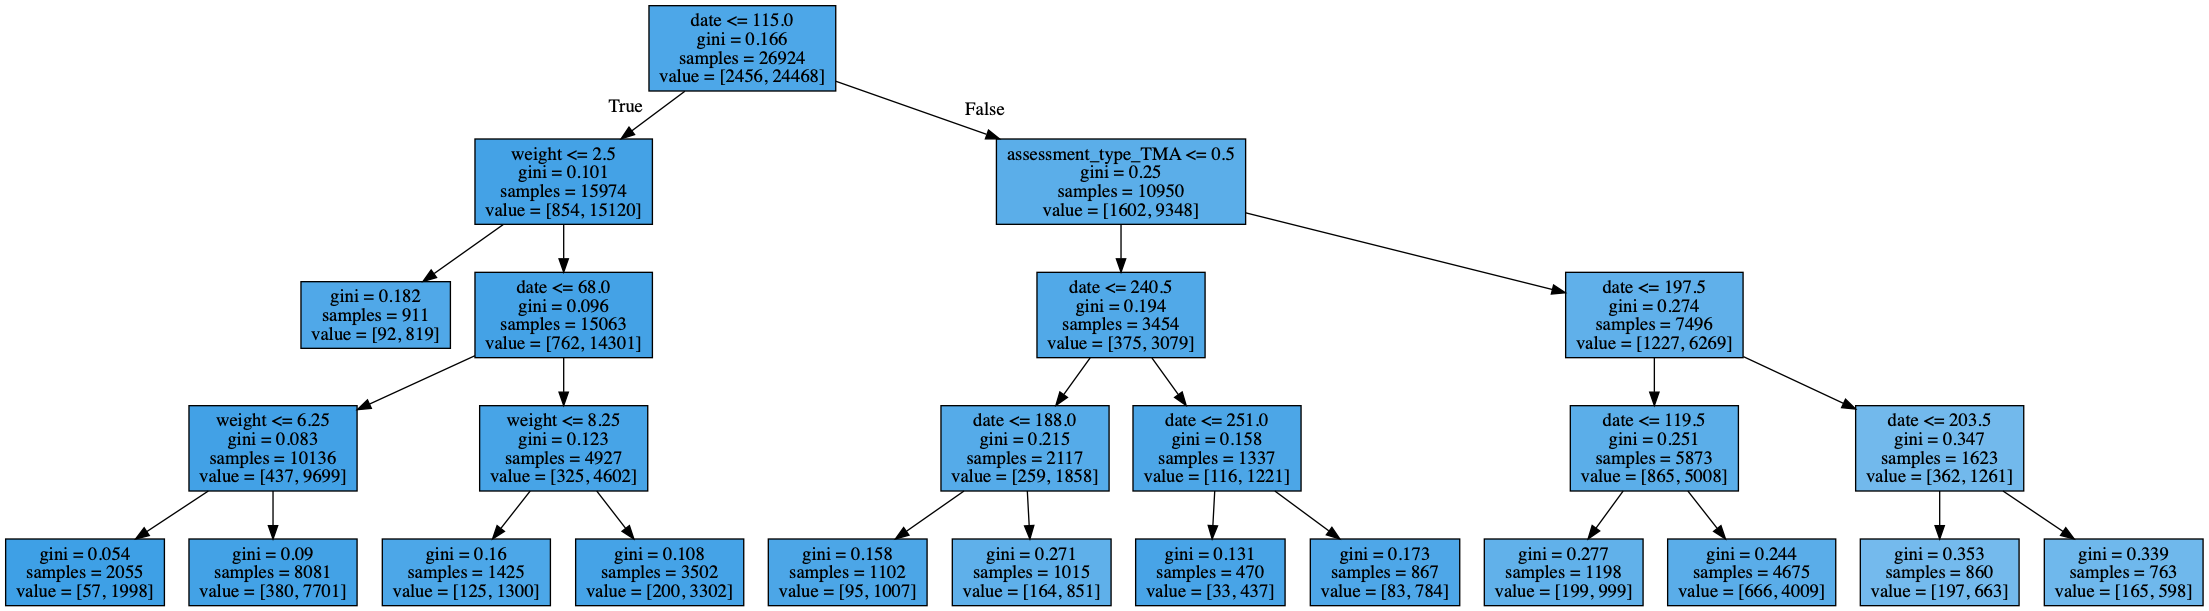 date <= 115.0
gini = 0.166
samples = 26924
value = [2456, 24468]
True
False
weight <= 2.5
gini = 0.101
samples = 15974
value = [854, 15120]
assessment_type_TMA <= 0.5
gini = 0.25
samples = 10950
value = [1602, 9348]
gini = 0.182
samples = 911
value = [92, 819]
date <= 68.0
gini = 0.096
samples = 15063
value = [762, 14301]
date <= 240.5
gini = 0.194
samples = 3454
value = [375, 3079]
date <= 197.5
gini = 0.274
samples = 7496
value = [1227, 6269]
weight <= 6.25
gini = 0.083
samples = 10136
value = [437, 9699]
weight <= 8.25
gini = 0.123
samples = 4927
value = [325, 4602]
date <= 188.0
gini = 0.215
samples = 2117
value = [259, 1858]
date <= 251.0
gini = 0.158
samples = 1337
value = [116, 1221]
date <= 119.5
gini = 0.251
samples = 5873
value = [865, 5008]
date <= 203.5
gini = 0.347
samples = 1623
value = [362, 1261]
gini = 0.054
samples = 2055
value = [57, 1998]
gini = 0.09
samples = 8081
value = [380, 7701]
gini = 0.16
samples = 1425
value = [125, 1300]
gini = 0.108
samples = 3502
value = [200, 3302]
gini = 0.158
samples = 1102
value = [95, 1007]
gini = 0.271
samples = 1015
value = [164, 851]
gini = 0.131
samples = 470
value = [33, 437]
gini = 0.173
samples = 867
value = [83, 784]
gini = 0.277
samples = 1198
value = [199, 999]
gini = 0.244
samples = 4675
value = [666, 4009]
gini = 0.353
samples = 860
value = [197, 663]
gini = 0.339
samples = 763
value = [165, 598]